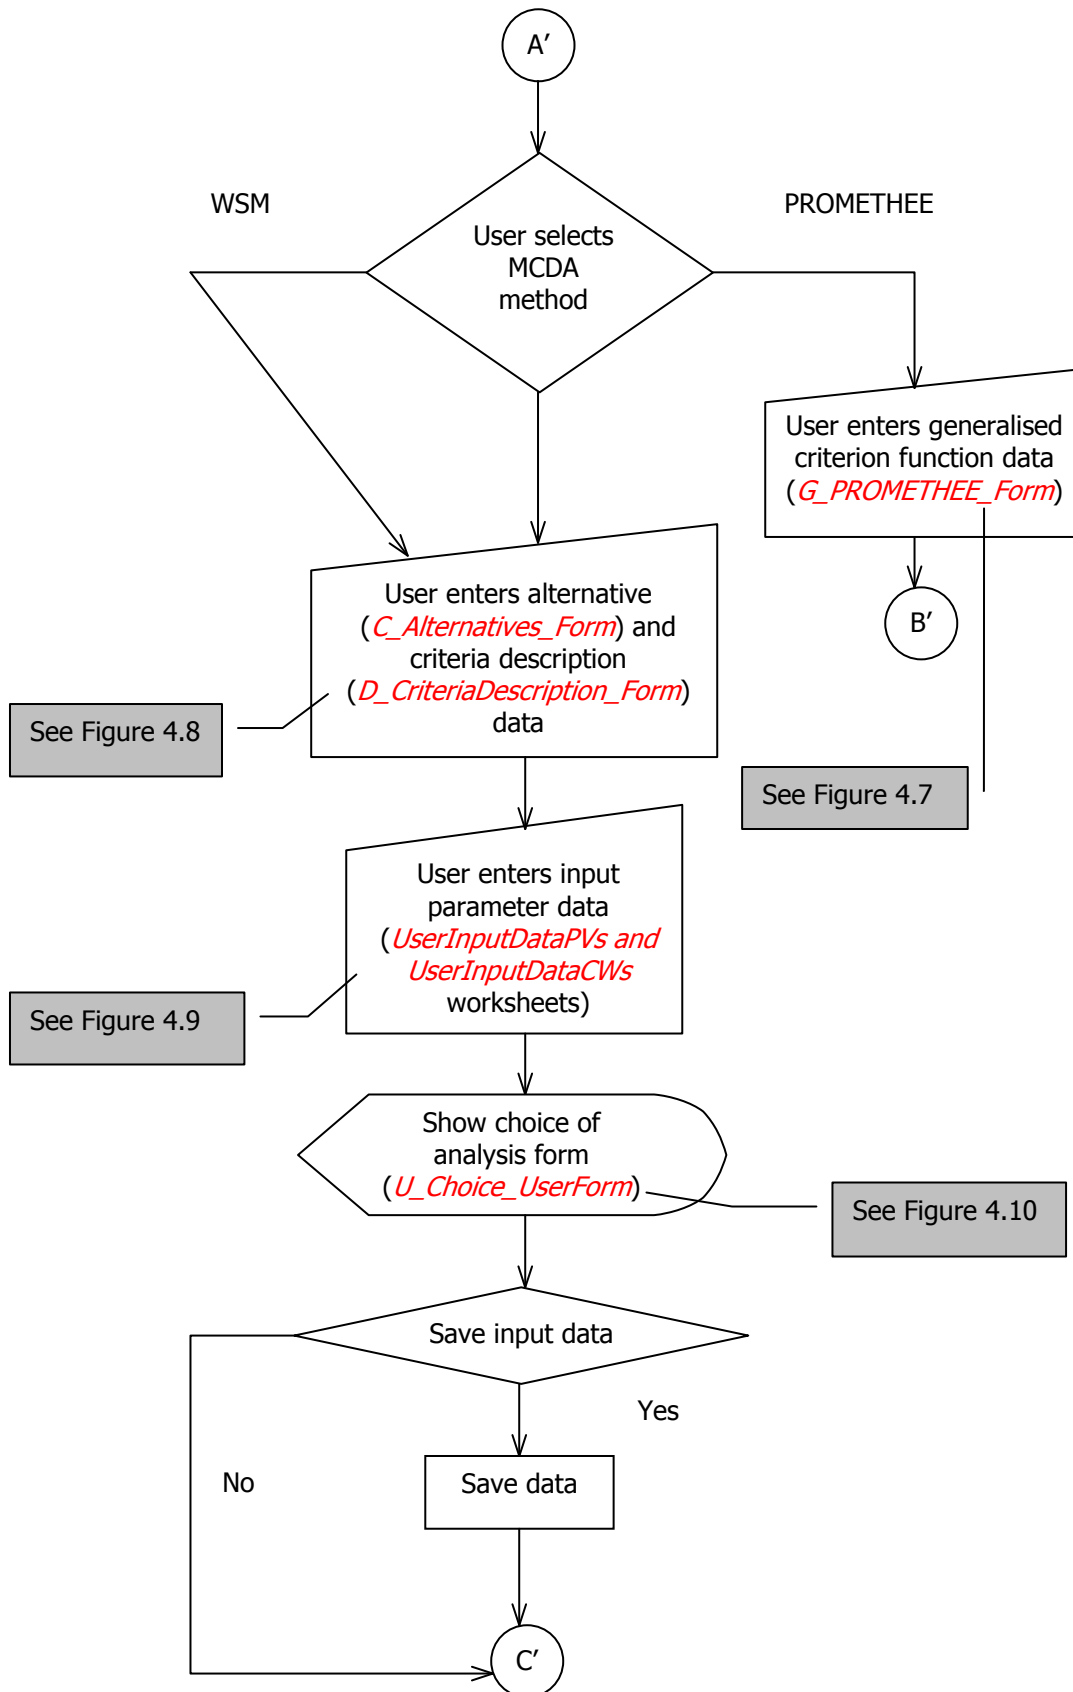 A’
WSM
PROMETHEE
User selects
MCDA
method
User enters generalised
criterion function data
(G_PROMETHEE_Form)
User enters alternative
(C_Alternatives_Form) and
criteria description
(D_CriteriaDescription_Form)
data
B’
See Figure 4.8
See Figure 4.7
User enters input
parameter data
(UserInputDataPVs and
UserInputDataCWs
worksheets)
See Figure 4.9
Show choice of
analysis form
(U_Choice_UserForm)
See Figure 4.10
Save input data
Yes
No
Save data
C’